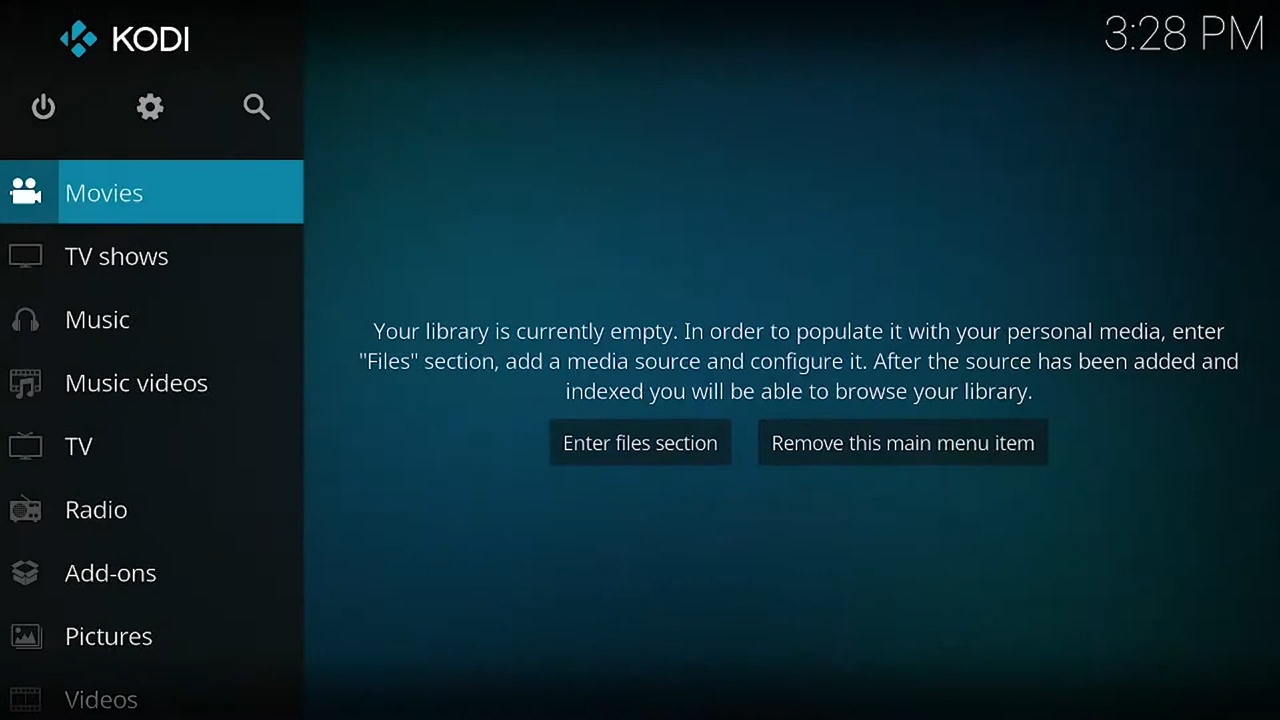 KODI
3:28 PM
Movies
TV shows
Music
Music videos
TV
Radio
Add-ons
Pictures
Videos
Your library is currently empty. In order to populate it with your personal media, enter
"Files" section, add a media source and configure it. After the source has been added and
indexed you will be able to browse your library.
Enter files section
Remove this main menu item